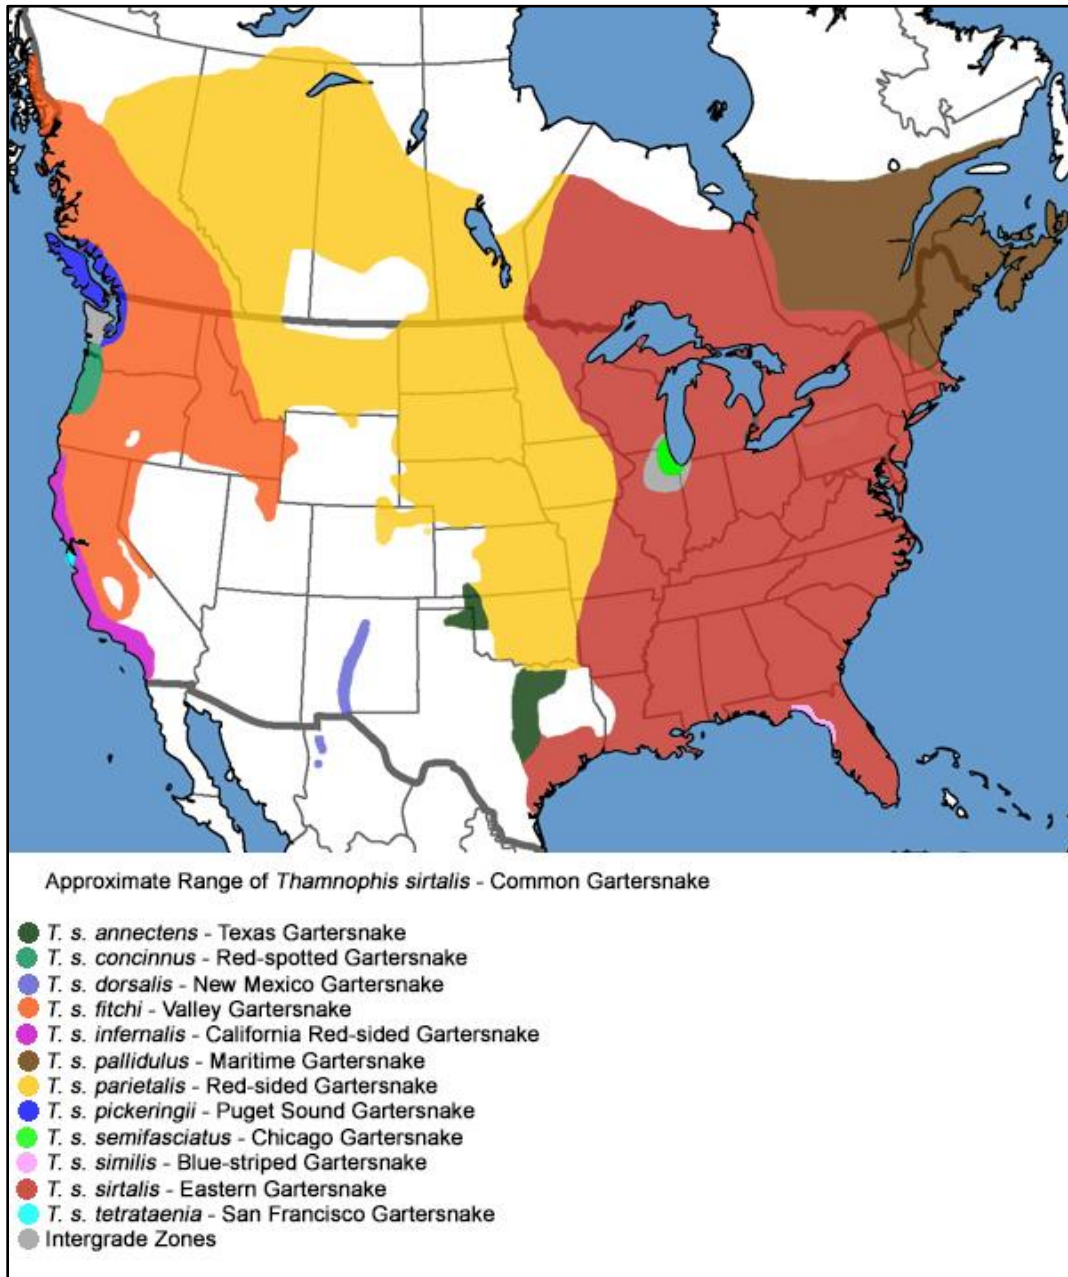 Approximate Range of Thamnophis sirtalis - Common Gartersnake
T. s. annectens - Texas Gartersnake
T. s. concinnus - Red-spotted Gartersnake
T. s. dorsalis - New Mexico Gartersnake
T. s. fitchi - Valley Gartersnake
T. s. infernalis - California Red-sided Gartersnake
T. s. pallidulus - Maritime Gartersnake
T. s. parietalis - Red-sided Gartersnake
T. s. pickeringii - Puget Sound Gartersnake
T. s. semifasciatus - Chicago Gartersnake
T. s. similis - Blue-striped Gartersnake
T. s. sirtalis - Eastern Gartersnake
T. s. tetrataenia - San Francisco Gartersnake
Intergrade Zones